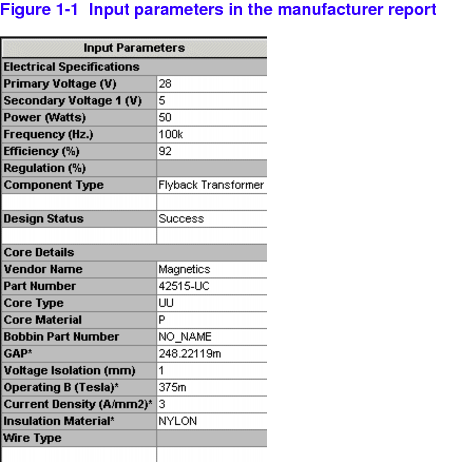 Figure 1-1 Input parameters in the manufacturer report
Input Parameters
Electrical Specifications
Primary Voltage (V) 28
Secondary Voltage 1 (V) 5
Power (Watts) 50
Frequency (Hz.) 100k
Efficiency (%) 92
Regulation (%)
Component Type Flyback Transformer
Design Status Success
Core Details
Vendor Name Magnetics
Part Number 42515-UC
Core Type UU
Core Material P
Bobbin Part Number NO_NAME
GAP* 248.22119m
Voltage Isolation (mm) 1
Operating B (Tesla)* 375m
Current Density (A/mm2)* 3
Insulation Material* NYLON
Wire Type